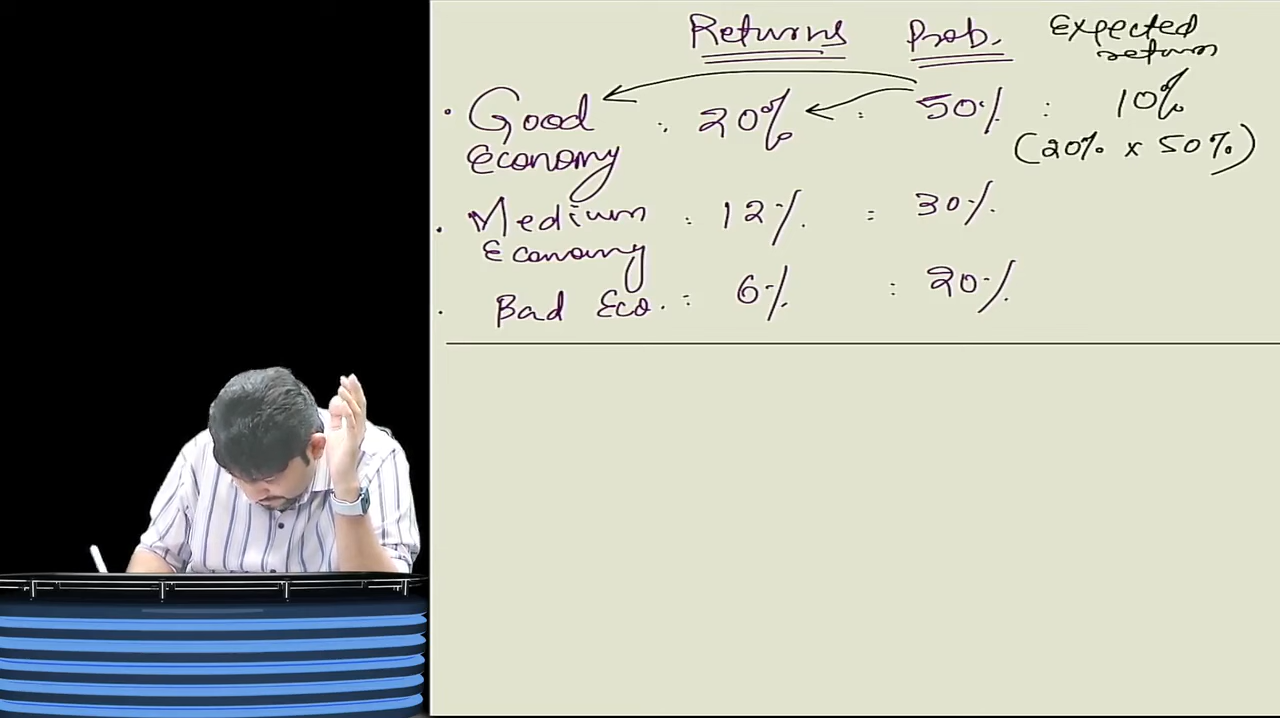 Returns Prob. Expected return
• Good Economy : 20% : 50% : 10%
(20% x 50%)
• Medium Economy : 12% : 30%
• Bad Eco. : 6% : 20%